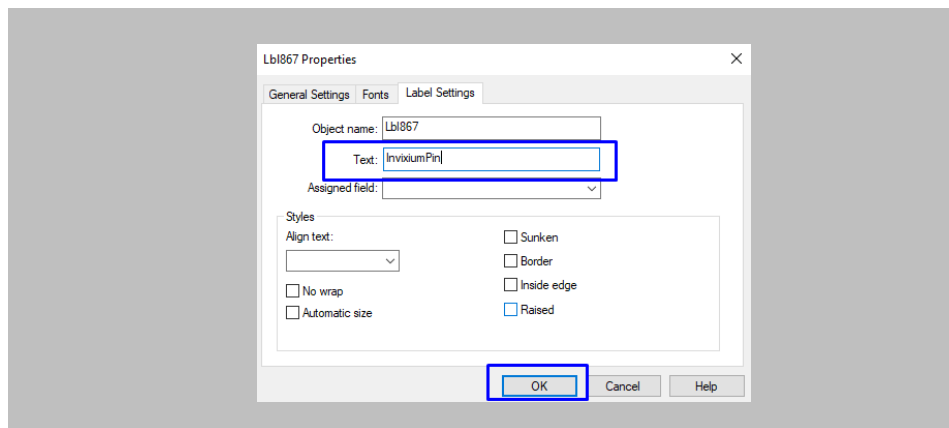 Lbl867 Properties
General Settings Fonts Label Settings
Object name: Lbl867
Text: InvixiumPin
Assigned field:
Styles
Align text:
Sunken
Border
No wrap
Inside edge
Automatic size
Raised
OK Cancel Help